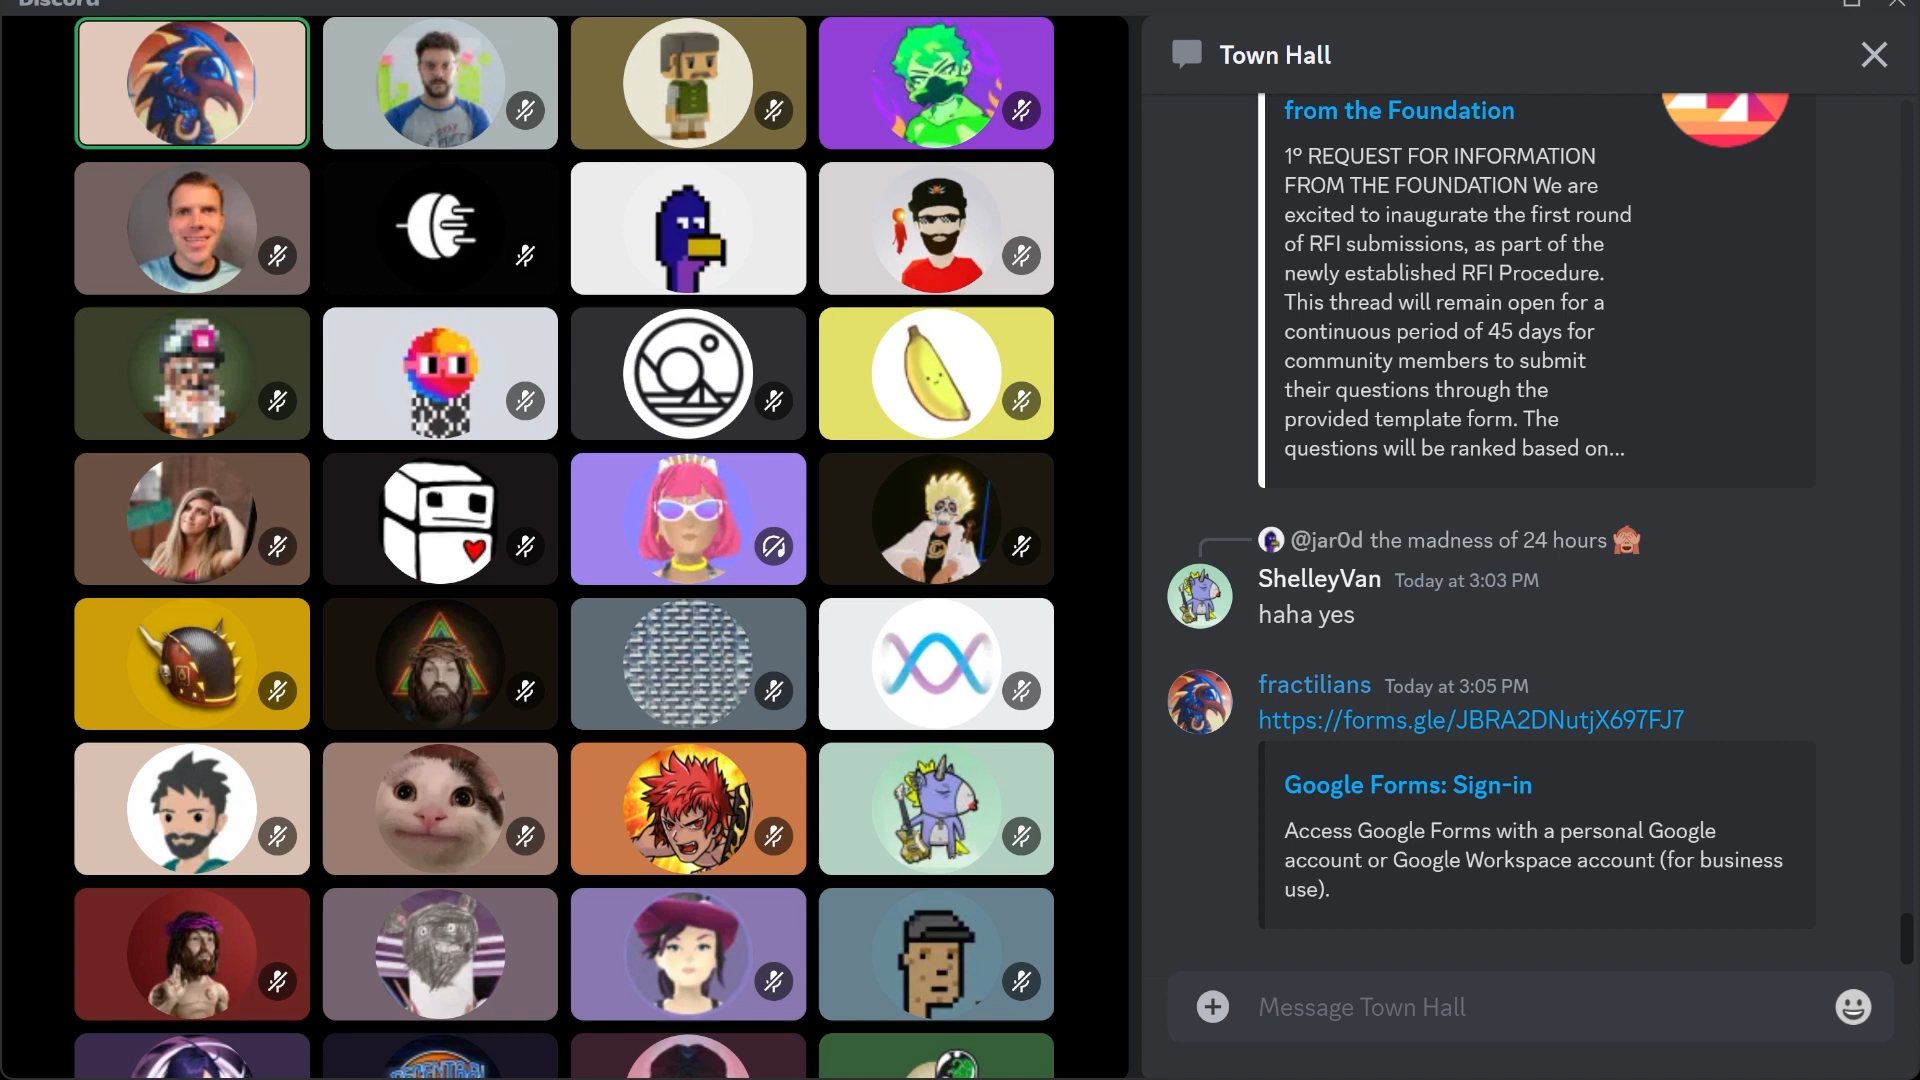 Discord
Town Hall
from the Foundation
1º REQUEST FOR INFORMATION
FROM THE FOUNDATION We are
excited to inaugurate the first round
of RFI submissions, as part of the
newly established RFI Procedure.
This thread will remain open for a
continuous period of 45 days for
community members to submit
their questions through the
provided template form. The
questions will be ranked based on...
@jar0d the madness of 24 hours
ShelleyVan Today at 3:03 PM
haha yes
fractilians Today at 3:05 PM
https://forms.gle/JBRA2DNutjX697FJ7
Google Forms: Sign-in
Access Google Forms with a personal Google
account or Google Workspace account (for business
use).
Message Town Hall